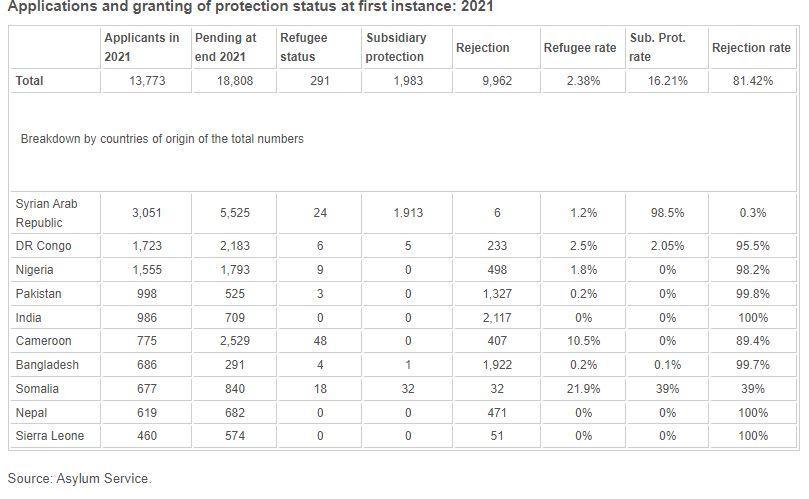 Applications and granting of protection status at first instance: 2021
Applicants in 2021 Pending at end 2021 Refugee status Subsidiary protection Rejection Refugee rate Sub. Prot. rate Rejection rate
Total 13,773 18,808 291 1,983 9,962 2.38% 16.21% 81.42%
Breakdown by countries of origin of the total numbers
Syrian Arab Republic 3,051 5,525 24 1.913 6 1.2% 98.5% 0.3%
DR Congo 1,723 2,183 6 5 233 2.5% 2.05% 95.5%
Nigeria 1,555 1,793 9 0 498 1.8% 0% 98.2%
Pakistan 998 525 3 0 1,327 0.2% 0% 99.8%
India 986 709 0 0 2,117 0% 0% 100%
Cameroon 775 2,529 48 0 407 10.5% 0% 89.4%
Bangladesh 686 291 4 1 1,922 0.2% 0.1% 99.7%
Somalia 677 840 18 32 32 21.9% 39% 39%
Nepal 619 682 0 0 471 0% 0% 100%
Sierra Leone 460 574 0 0 51 0% 0% 100%
Source: Asylum Service.